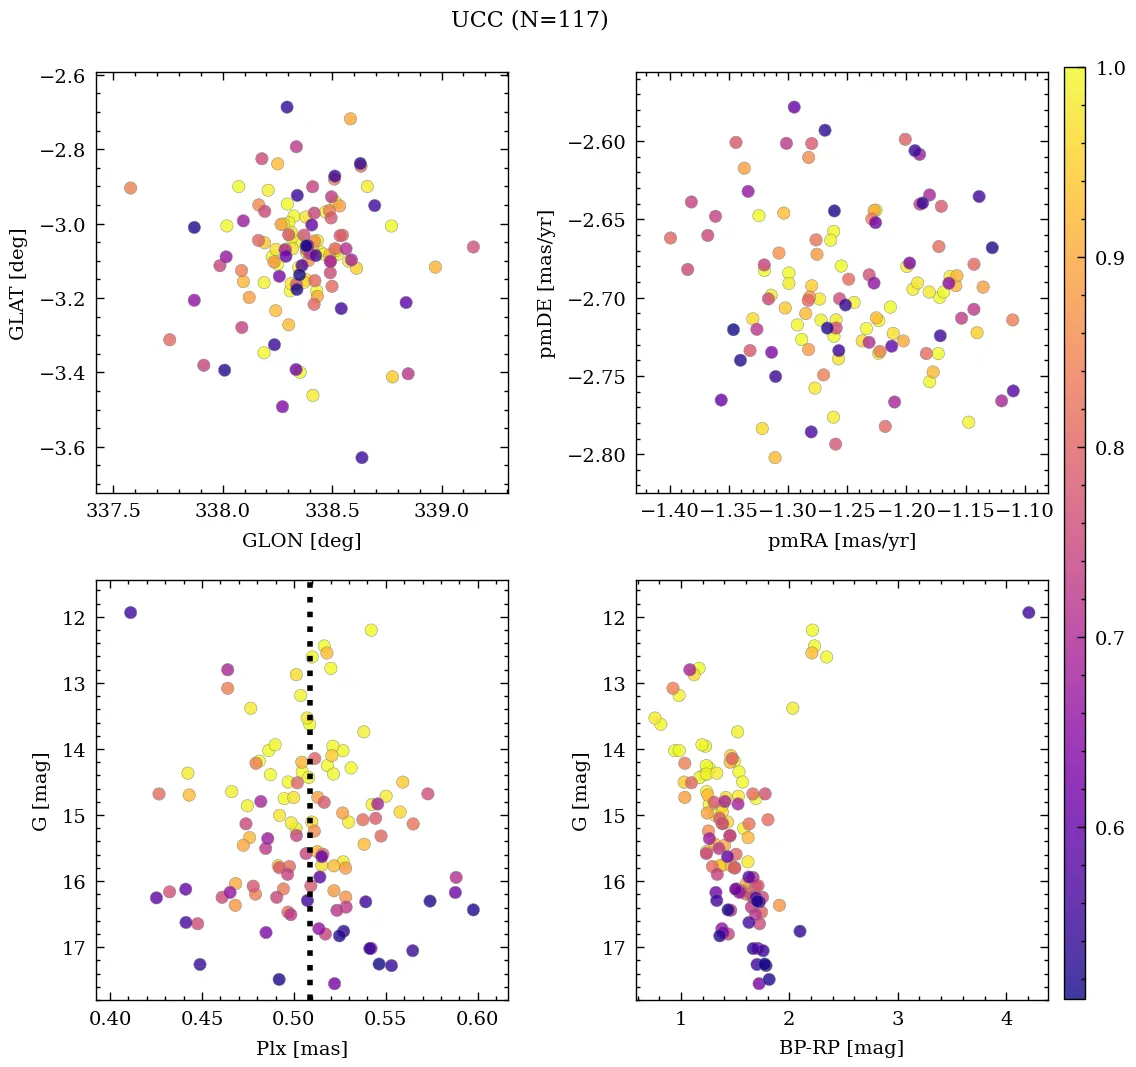 UCC (N=117)
−2.6
−2.8
−3.0
−3.2
−3.4
−3.6
GLAT [deg]
337.5 338.0 338.5 339.0
GLON [deg]
−2.60
−2.65
−2.70
−2.75
−2.80
pmDE [mas/yr]
−1.40 −1.35 −1.30 −1.25 −1.20 −1.15 −1.10
pmRA [mas/yr]
12
13
14
15
16
17
G [mag]
0.40 0.45 0.50 0.55 0.60
Plx [mas]
12
13
14
15
16
17
G [mag]
1 2 3 4
BP-RP [mag]
1.0
0.9
0.8
0.7
0.6